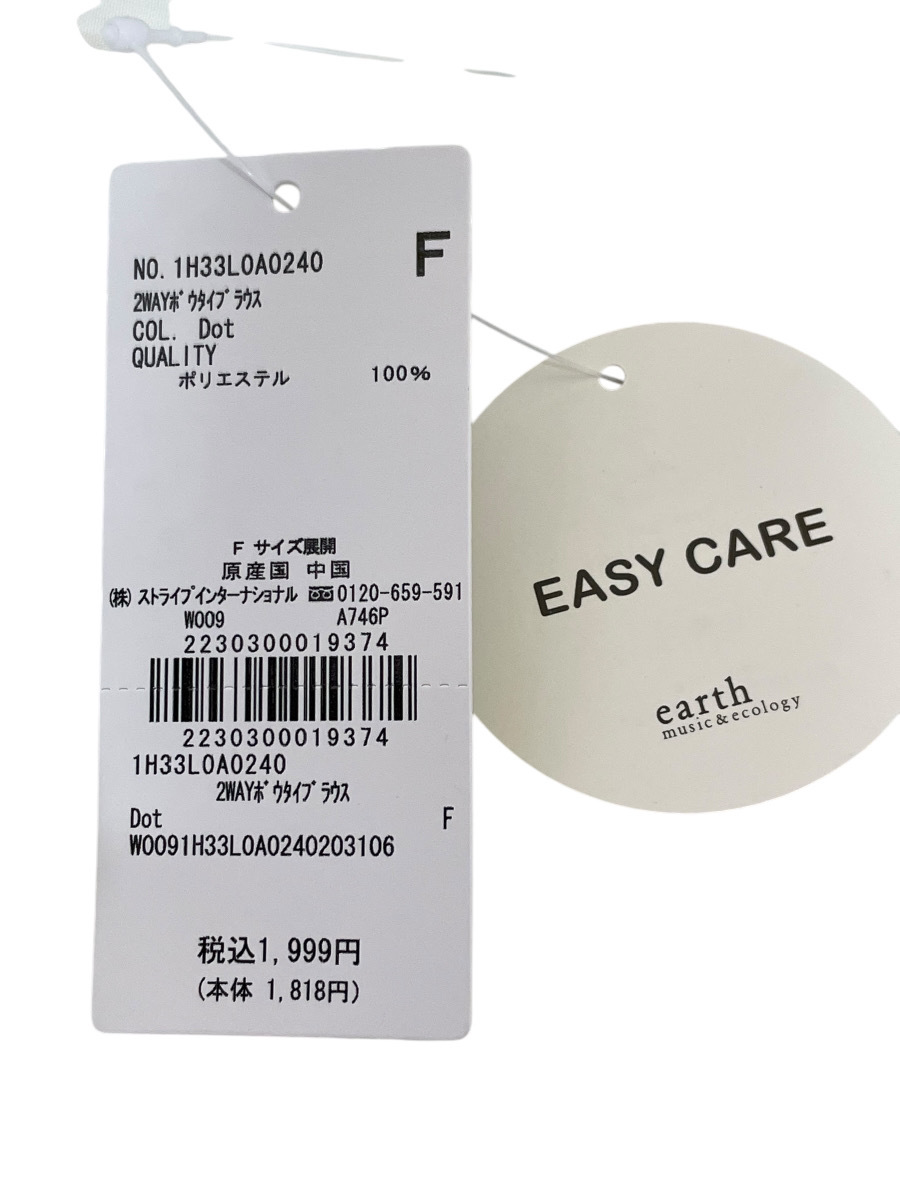 NO. 1H33L0A0240 F
2WAYボウタイブラウス
COL. Dot
QUALITY
ポリエステル 100%
F サイズ展開
原産国 中国
(株) ストライプインターナショナル 0120-659-591
W009 A746P
2230300019374
2230300019374
1H33L0A0240
2WAYボウタイブラウス
Dot F
W0091H33L0A0240203106
税込1,999円
(本体 1,818円)
EASY CARE
earth
music&ecology